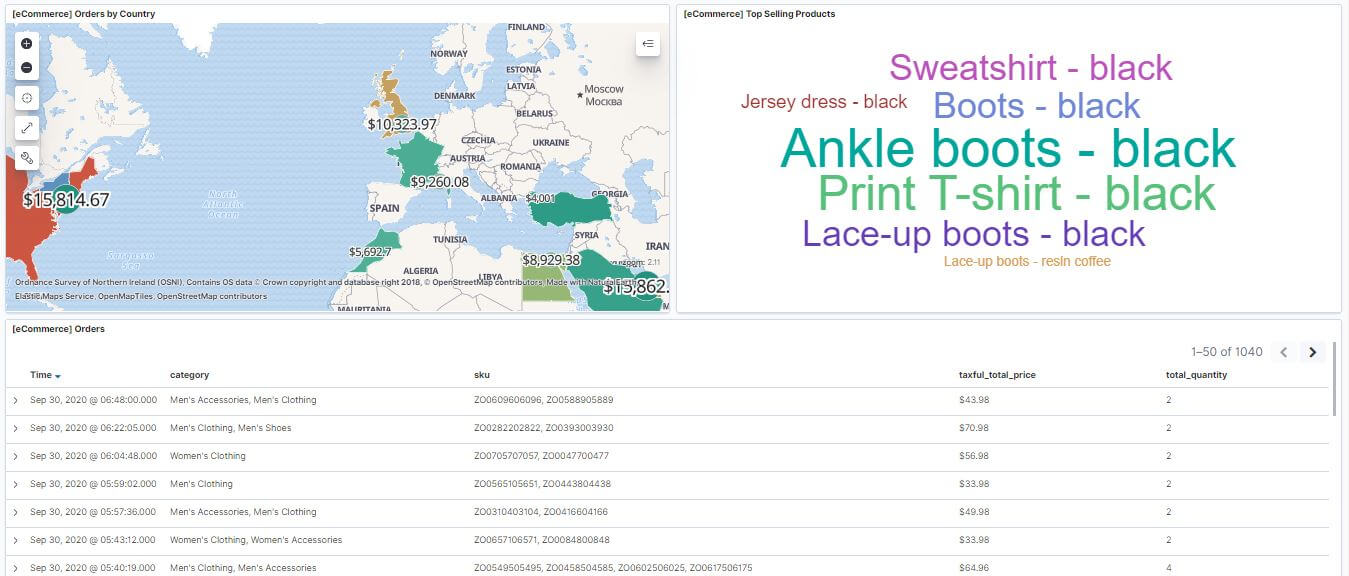 [eCommerce] Orders by Country
[eCommerce] Top Selling Products
FINLAND
NORWAY
ESTONIA
LATVIA
Moscow
Москва
DENMARK
BELARUS
$10,323.97
CZECHIA
UKRAINE
AUSTRIA
ROMANIA
$9,260.08
$15,814.67
North
Atlantic
Ocean
SPAIN
ALBANIA
$4,001
GEORGIA
Sargasso
Sea
$5,692.7
TUNISIA
SYRIA
IRAN
ALGERIA
LIBYA
$8,929.38
$15,862.
Ordnance Survey of Northern Ireland (OSNI), Contains OS data © Crown copyright and database right 2018, © OpenStreetMap contributors, Made with NaturalEarth
Elastic Maps Service, OpenMapTiles, OpenStreetMap contributors
MAURITANIA
Sweatshirt - black
Jersey dress - black
Boots - black
Ankle boots - black
Print T-shirt - black
Lace-up boots - black
Lace-up boots - resin coffee
[eCommerce] Orders
1–50 of 1040
Time category sku taxful_total_price total_quantity
Sep 30, 2020 @ 06:48:00.000 Men's Accessories, Men's Clothing ZO0609606096, ZO0588905889 $43.98 2
Sep 30, 2020 @ 06:22:05.000 Men's Clothing, Men's Shoes ZO0282202822, ZO0393003930 $70.98 2
Sep 30, 2020 @ 06:04:48.000 Women's Clothing ZO0705707057, ZO0047700477 $56.98 2
Sep 30, 2020 @ 05:59:02.000 Men's Clothing ZO0565105651, ZO0443804438 $33.98 2
Sep 30, 2020 @ 05:57:36.000 Men's Accessories, Men's Clothing ZO0310403104, ZO0416604166 $49.98 2
Sep 30, 2020 @ 05:43:12.000 Women's Clothing, Women's Accessories ZO0657106571, ZO0084800848 $33.98 2
Sep 30, 2020 @ 05:40:19.000 Men's Clothing, Men's Accessories ZO0549505495, ZO0458504585, ZO0602506025, ZO0617506175 $64.96 4